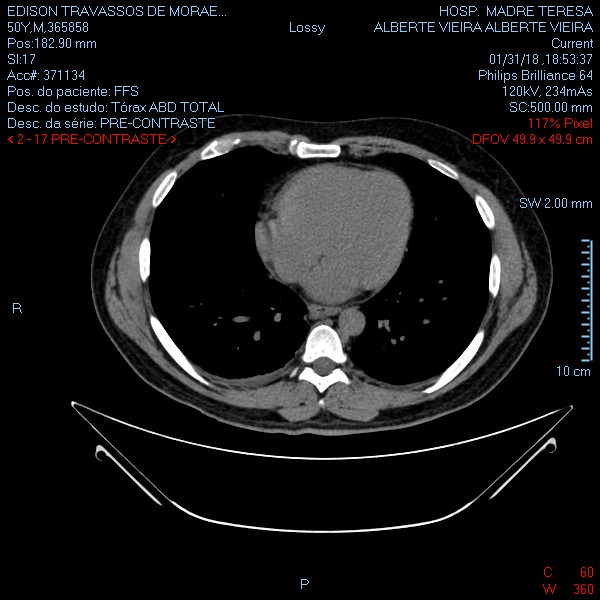 EDISON TRAVASSOS DE MORAE...
50Y,M,365858
Pos:182.90 mm
SI:17
Acc#: 371134
Pos. do paciente: FFS
Desc. do estudo: Tórax ABD TOTAL
Desc. da série: PRE-CONTRASTE
< 2 - 17 PRE-CONTRASTE >
Lossy
HOSP. MADRE TERESA
ALBERTE VIEIRA ALBERTE VIEIRA
Current
01/31/18 ,18:53:37
Philips Brilliance 64
120kV, 234mAs
SC:500.00 mm
117% Pixel
DFOV 49.9 x 49.9 cm
SW 2.00 mm
R
10 cm
P
C 60
W 360